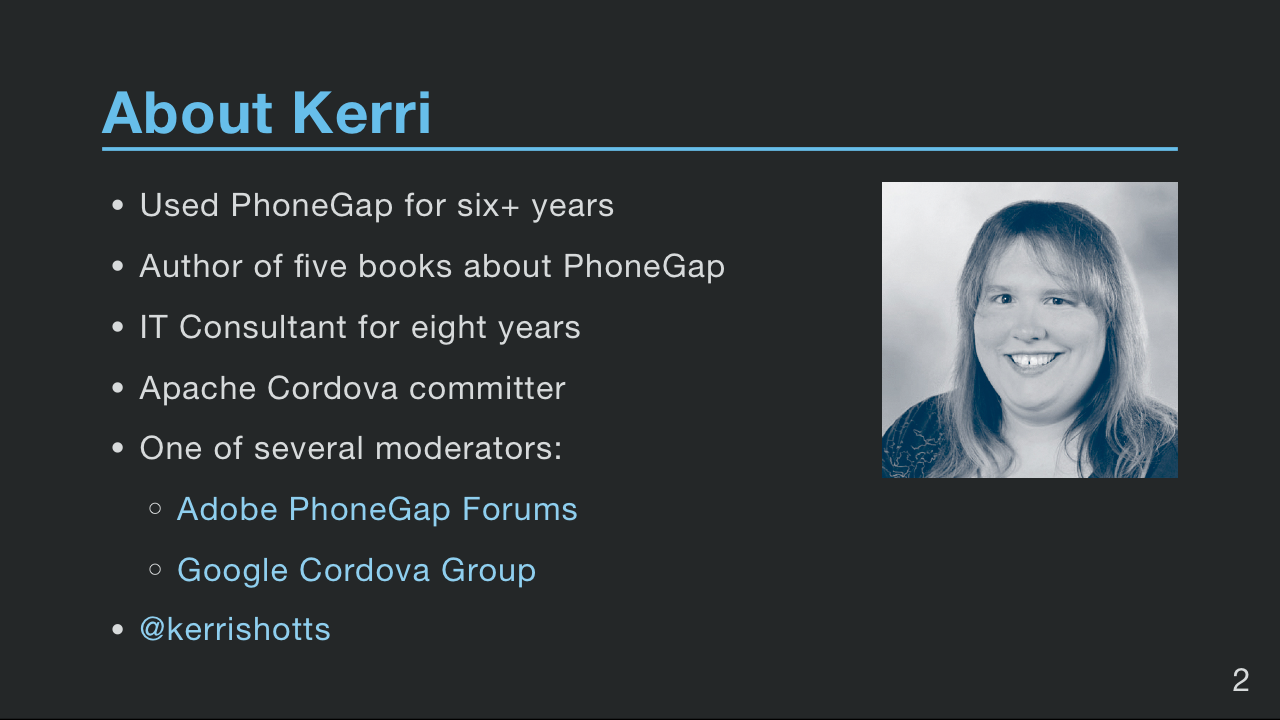 About Kerri
• Used PhoneGap for six+ years
• Author of five books about PhoneGap
• IT Consultant for eight years
• Apache Cordova committer
• One of several moderators:
○ Adobe PhoneGap Forums
○ Google Cordova Group
• @kerrishotts
2